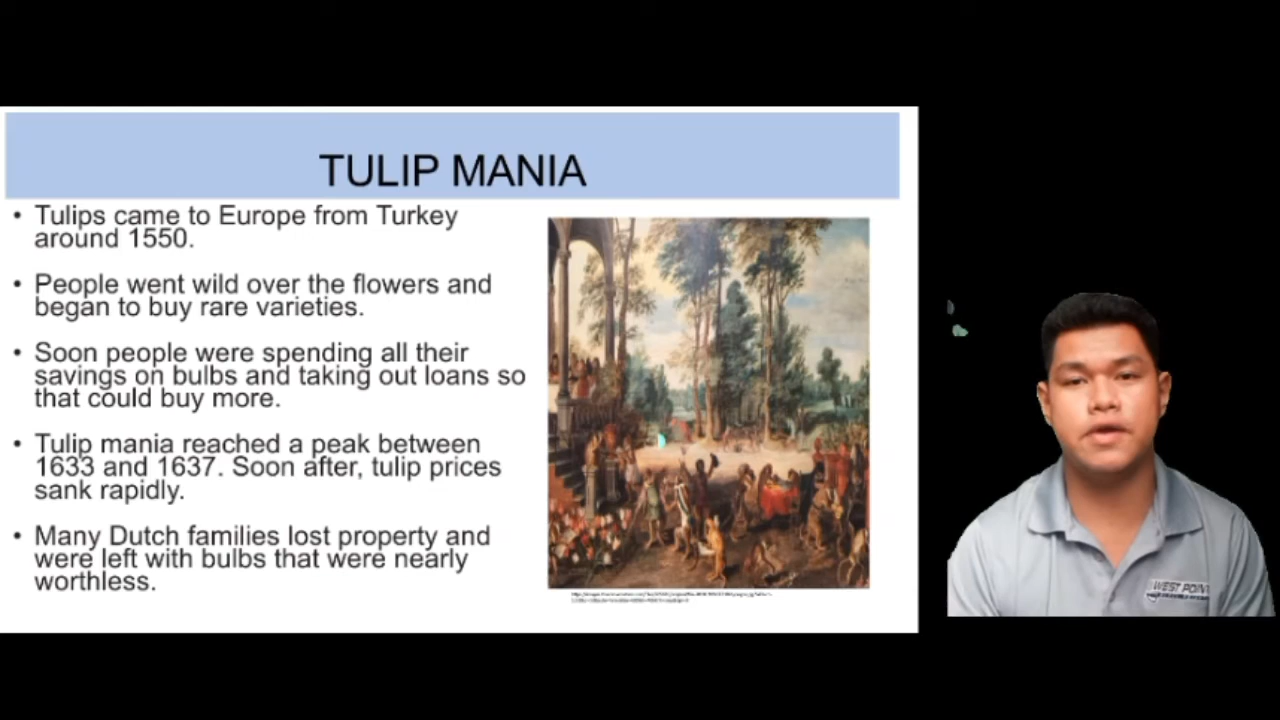 TULIP MANIA
• Tulips came to Europe from Turkey
around 1550.
• People went wild over the flowers and
began to buy rare varieties.
• Soon people were spending all their
savings on bulbs and taking out loans so
that could buy more.
• Tulip mania reached a peak between
1633 and 1637. Soon after, tulip prices
sank rapidly.
• Many Dutch families lost property and
were left with bulbs that were nearly
worthless.
WEST POINT